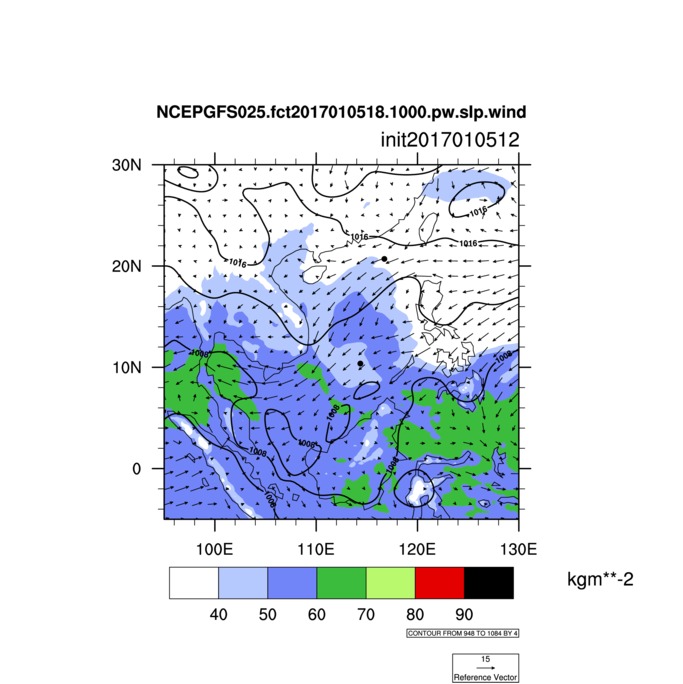 NCEPGFS025.fct2017010518.1000.pw.slp.wind
init2017010512
30N
1016
1016
1016
20N
1016
1008
1008
10N
1008
1008
1008
1008
0
1008
100E 110E 120E 130E
kgm**-2
40 50 60 70 80 90
CONTOUR FROM 948 TO 1084 BY 4
15
Reference Vector